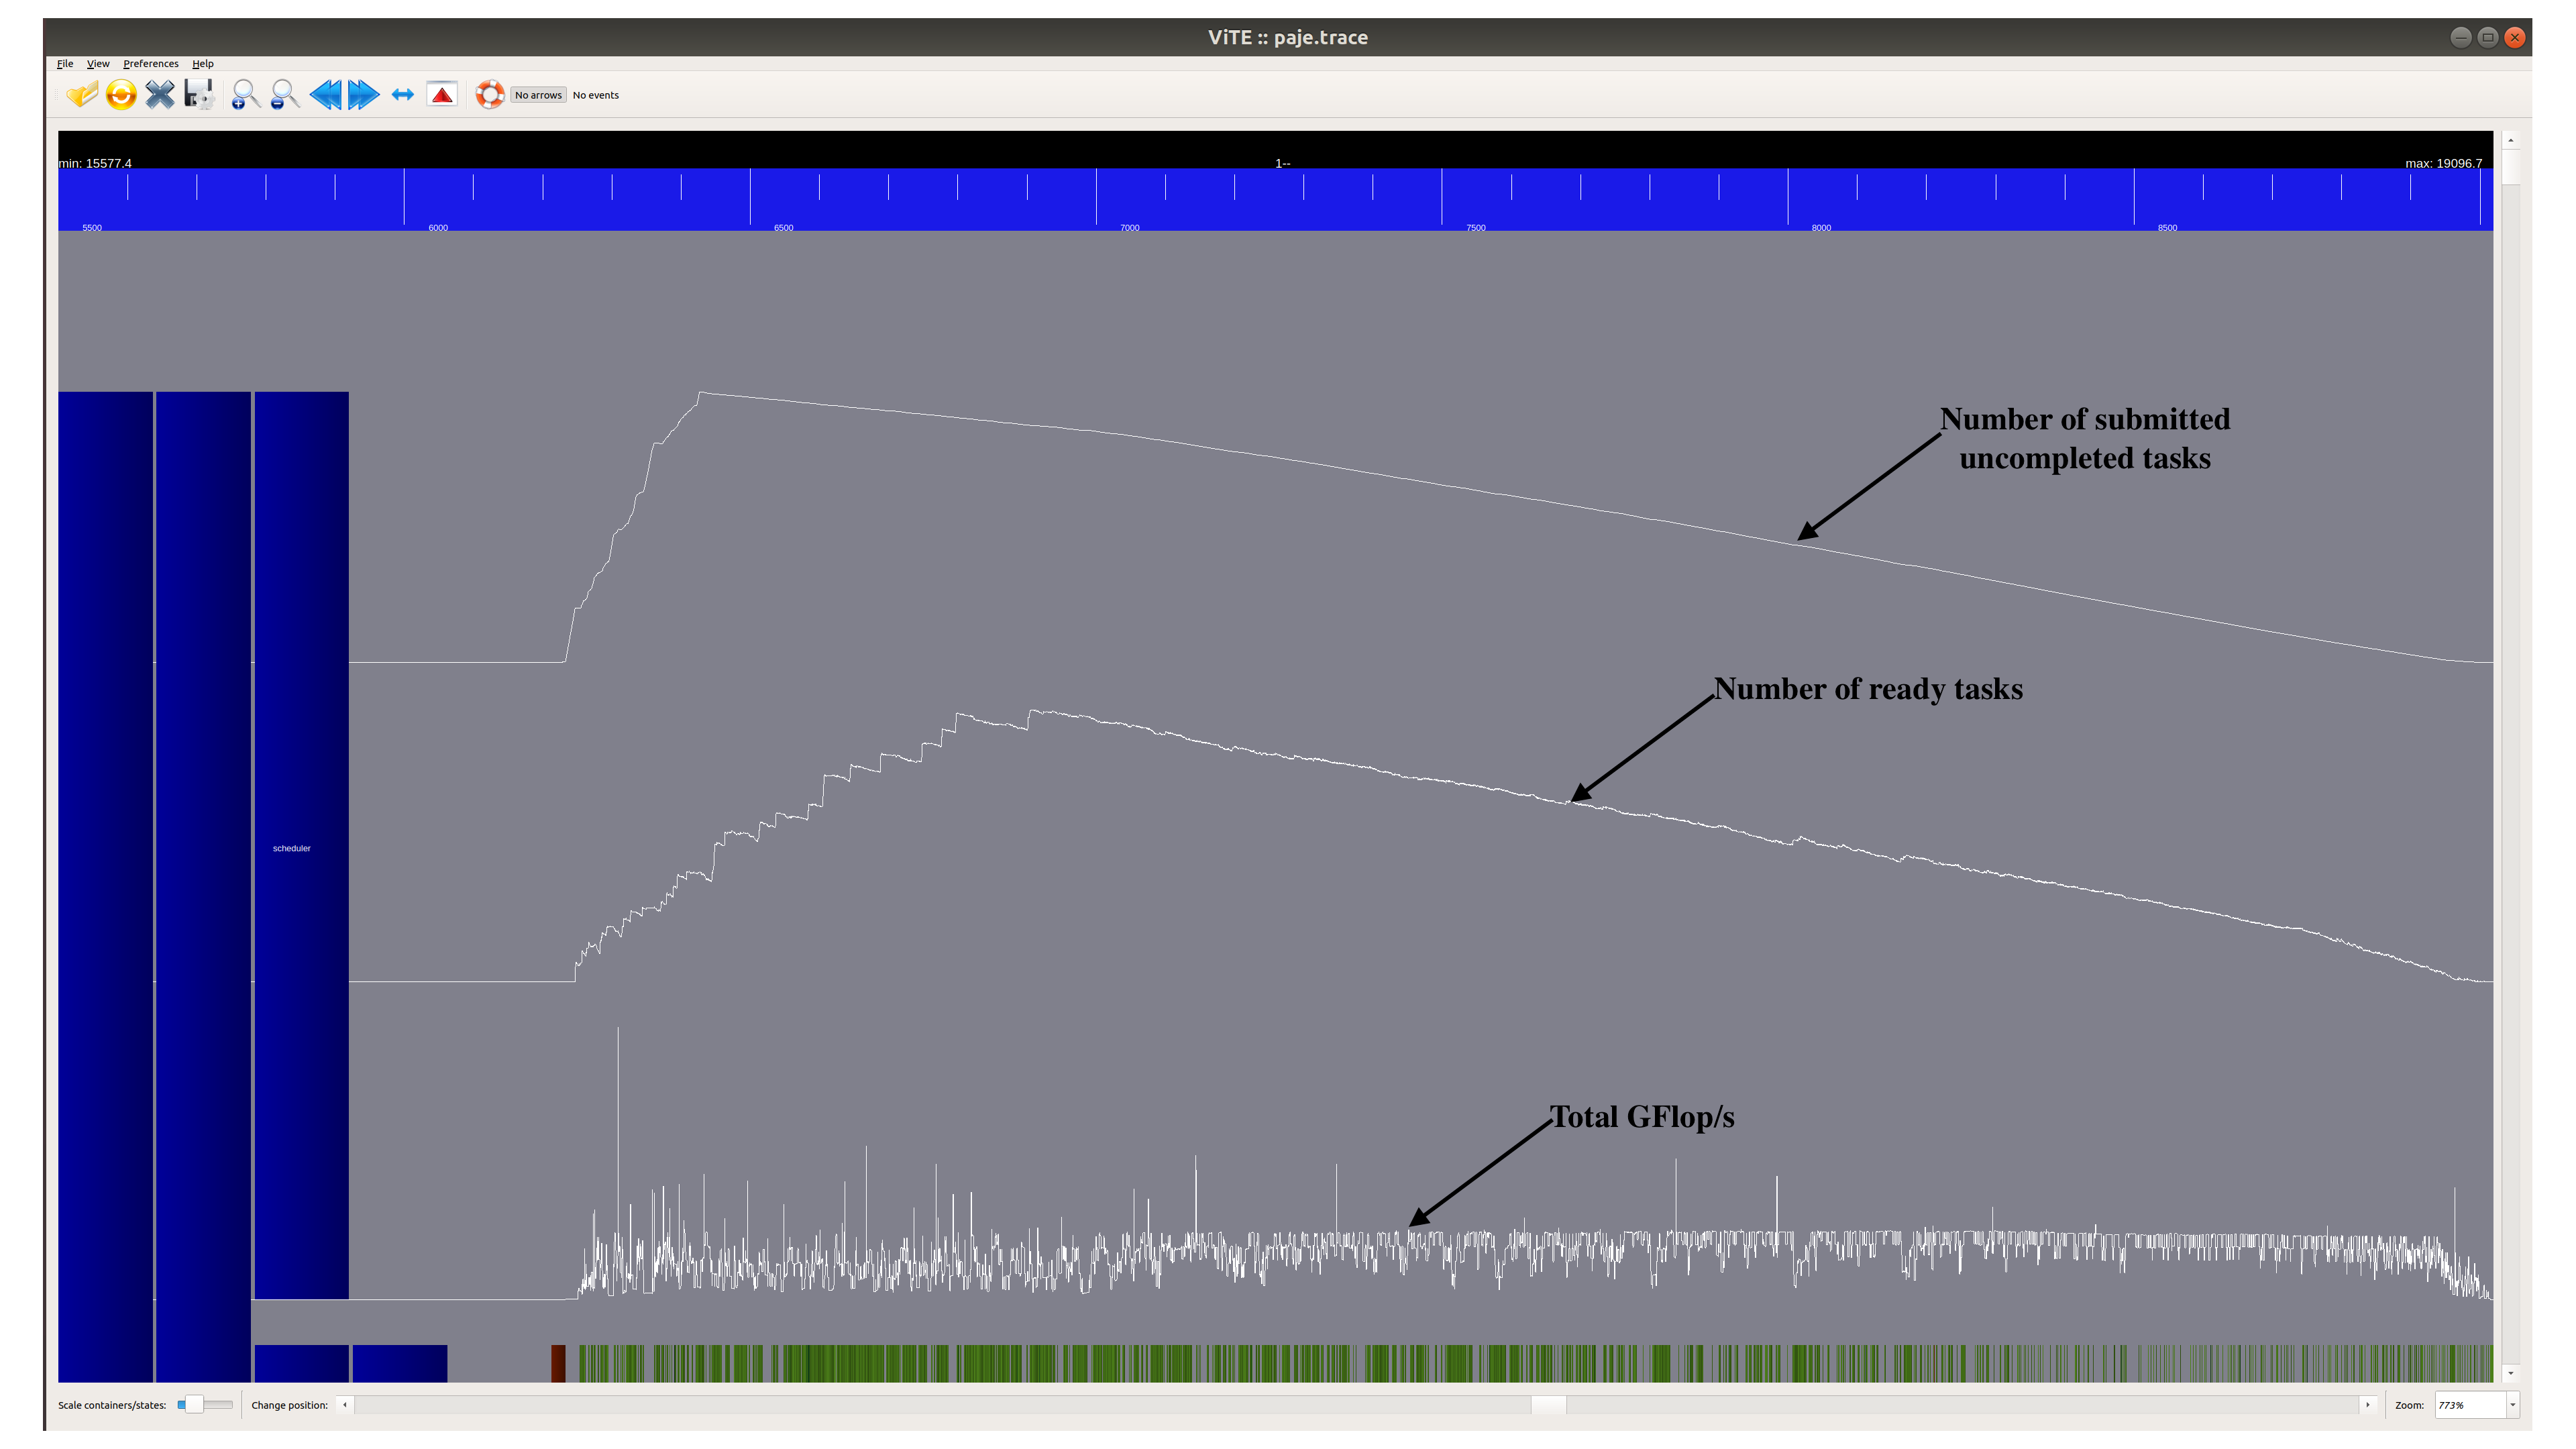 ViTE :: paje.trace
File View Preferences Help
No arrows No events
min: 15577.4 1-- max: 19096.7
5500 6000 6500 7000 7500 8000 8500
Number of submitted
uncompleted tasks
Number of ready tasks
scheduler
Total GFlop/s
Scale containers/states: Change position: Zoom: 773%